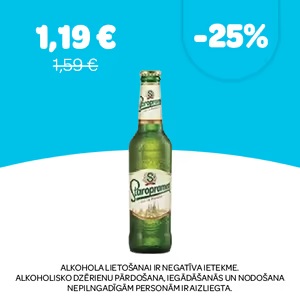 1,19 €
-25%
1,59 €
Staropramen
ALKOHOLA LIETOŠANAI IR NEGATĪVA IETEKME.
ALKOHOLISKO DZĒRIENU PĀRDOŠANA, IEGĀDĀŠANĀS UN NODOŠANA
NEPILNGADĪGĀM PERSONĀM IR AIZLIEGTA.